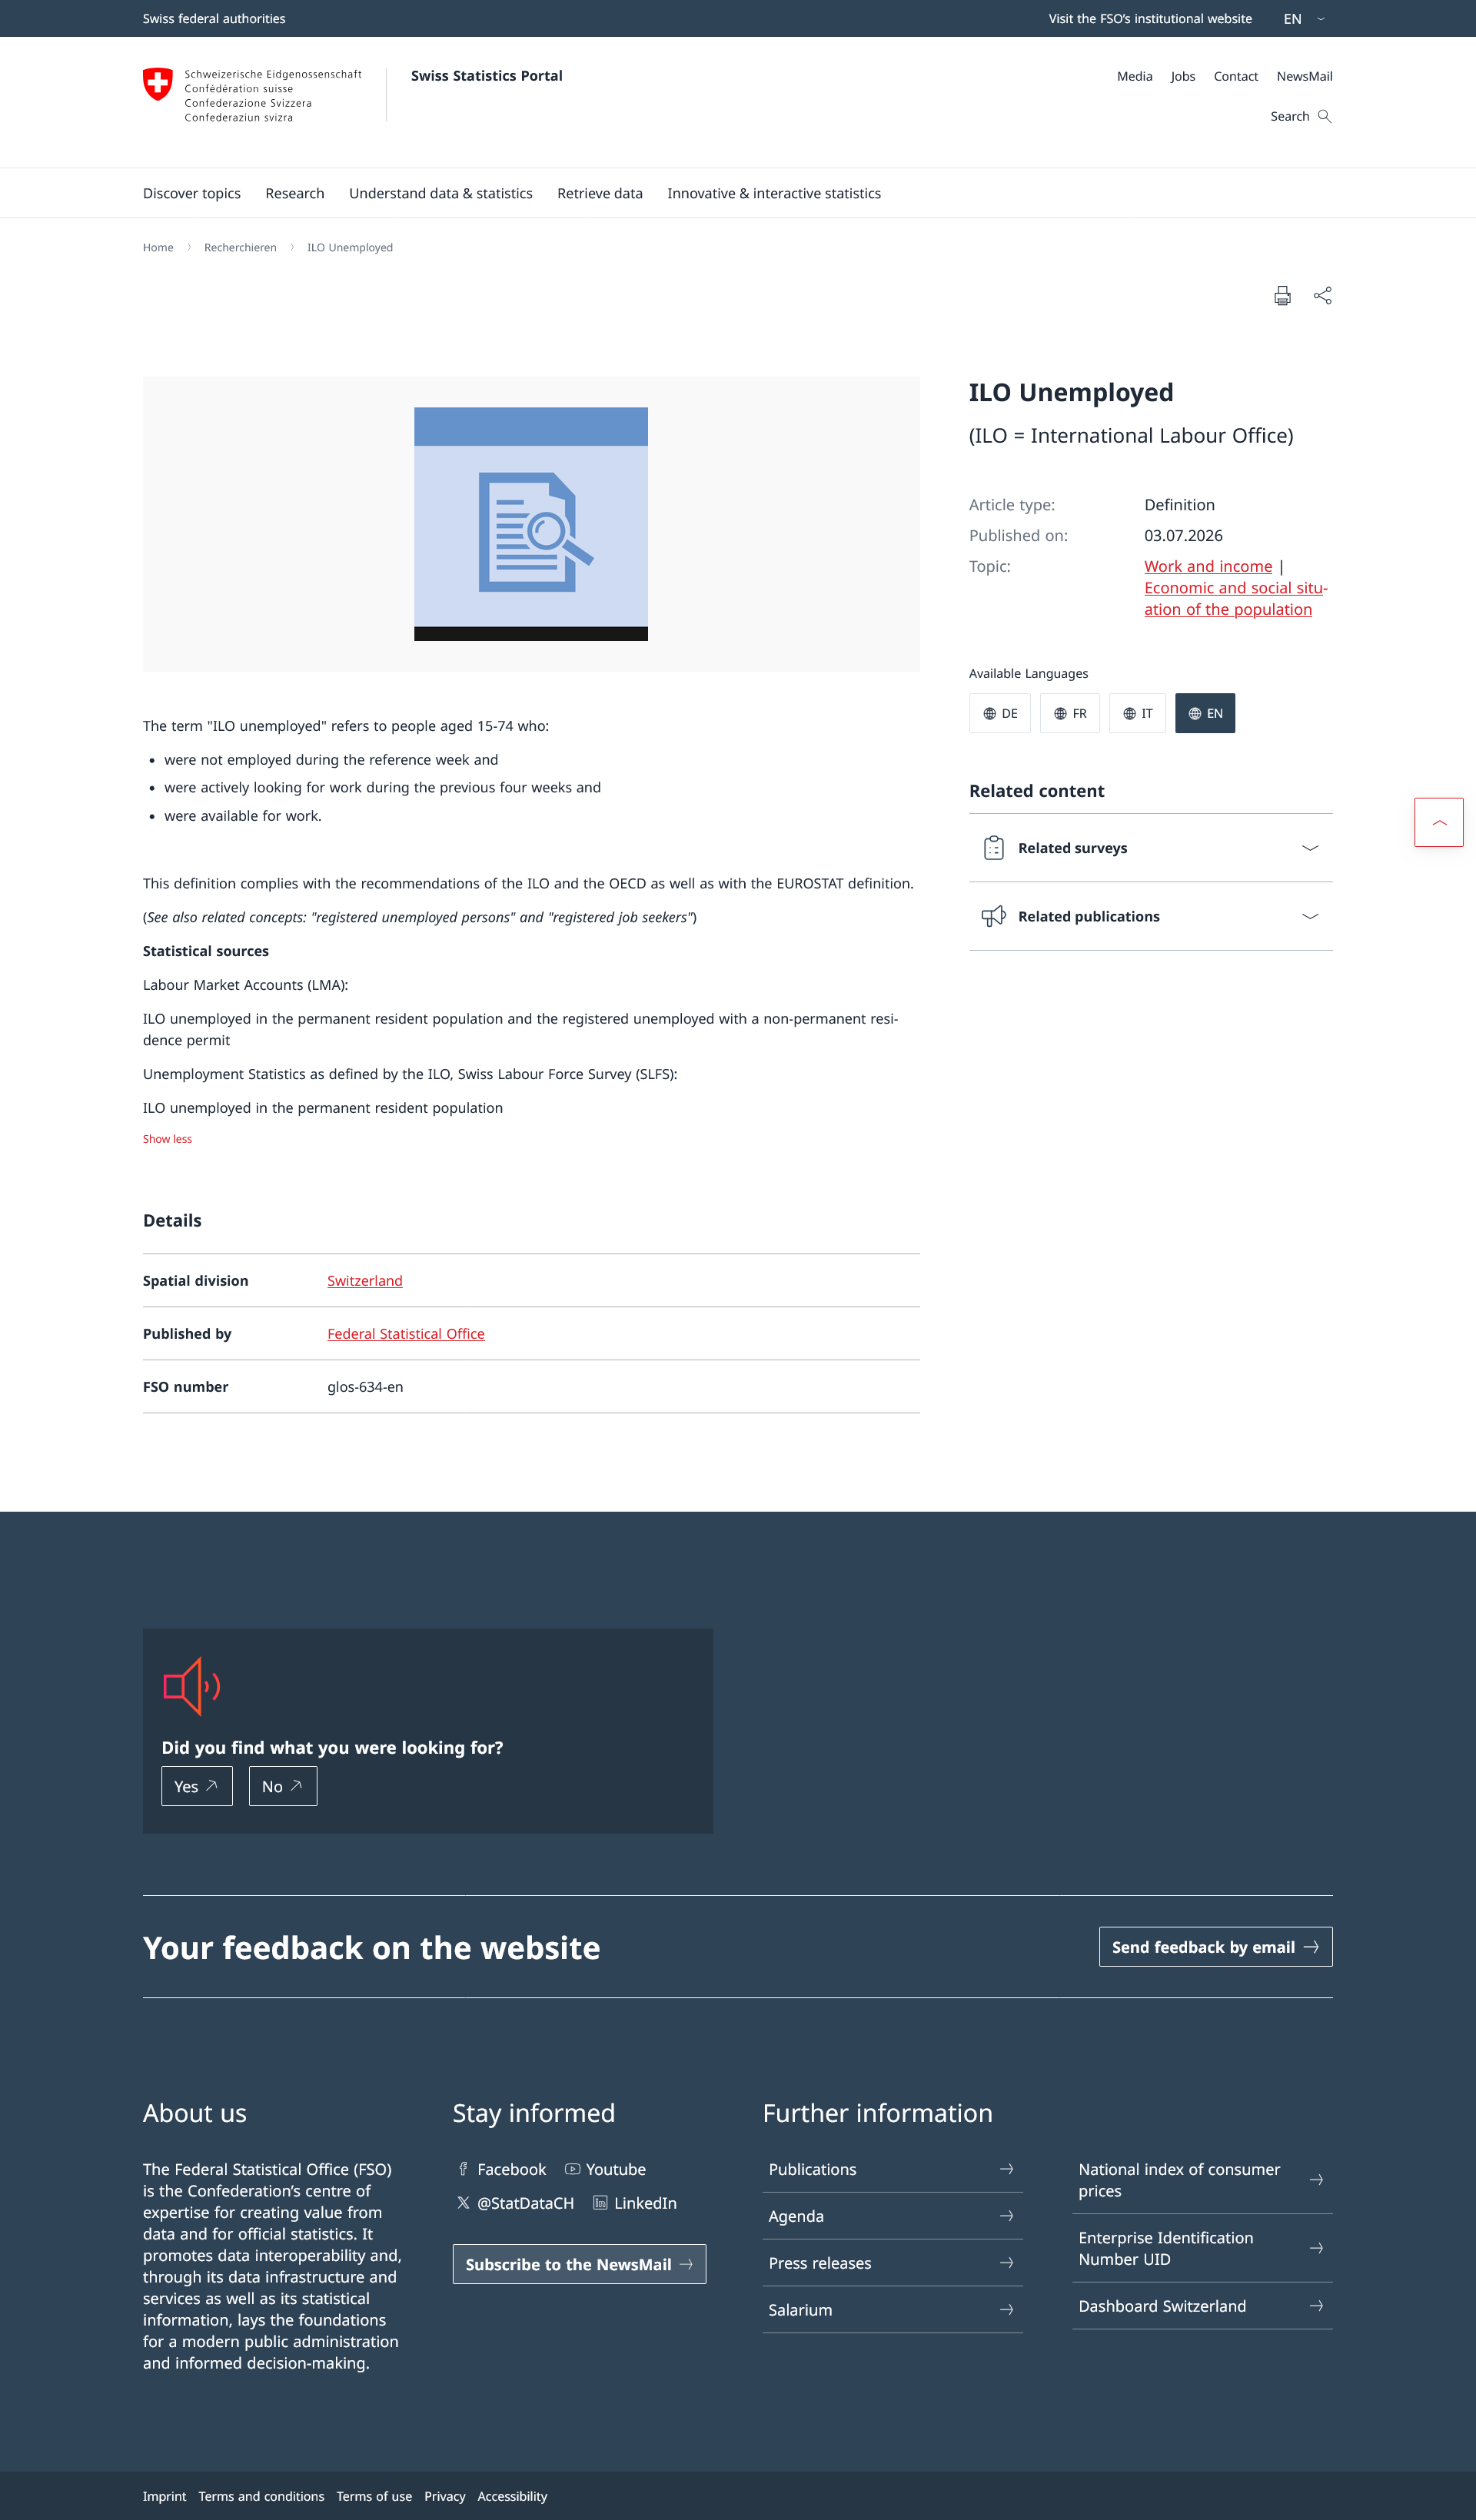 Swiss federal authorities
Visit the FSO’s institutional website
EN
Schweizerische Eidgenossenschaft
Confédération suisse
Confederazione Svizzera
Confederaziun svizra
Swiss Statistics Portal
Media Jobs Contact NewsMail
Search
Discover topics Research Understand data & statistics Retrieve data Innovative & interactive statistics
Home Recherchieren ILO Unemployed
ILO Unemployed
(ILO = International Labour Office)
Article type: Definition
Published on: 03.07.2026
Topic: Work and income |
Economic and social situ-
ation of the population
Available Languages
DE FR IT EN
Related content
Related surveys
Related publications
The term "ILO unemployed" refers to people aged 15-74 who:
• were not employed during the reference week and
• were actively looking for work during the previous four weeks and
• were available for work.
This definition complies with the recommendations of the ILO and the OECD as well as with the EUROSTAT definition.
(See also related concepts: "registered unemployed persons" and "registered job seekers")
Statistical sources
Labour Market Accounts (LMA):
ILO unemployed in the permanent resident population and the registered unemployed with a non-permanent resi-
dence permit
Unemployment Statistics as defined by the ILO, Swiss Labour Force Survey (SLFS):
ILO unemployed in the permanent resident population
Show less
Details
Spatial division Switzerland
Published by Federal Statistical Office
FSO number glos-634-en
Did you find what you were looking for?
Yes No
Your feedback on the website
Send feedback by email
About us
The Federal Statistical Office (FSO)
is the Confederation’s centre of
expertise for creating value from
data and for official statistics. It
promotes data interoperability and,
through its data infrastructure and
services as well as its statistical
information, lays the foundations
for a modern public administration
and informed decision-making.
Stay informed
Facebook Youtube
@StatDataCH LinkedIn
Subscribe to the NewsMail
Further information
Publications
Agenda
Press releases
Salarium
National index of consumer
prices
Enterprise Identification
Number UID
Dashboard Switzerland
Imprint Terms and conditions Terms of use Privacy Accessibility